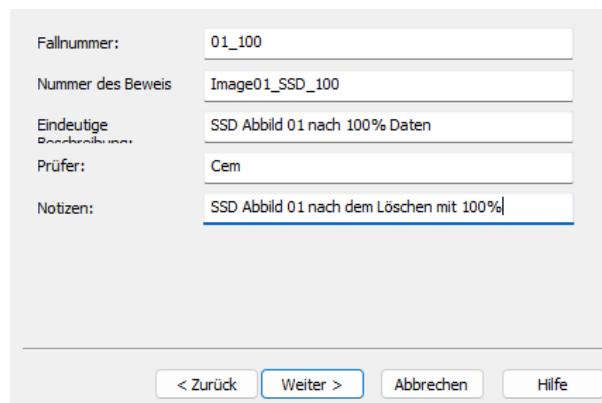 Fallnummer: 01_100
Nummer des Beweis Image01_SSD_100
Eindeutige SSD Abbild 01 nach 100% Daten
Beschreibung:
Prüfer: Cem
Notizen: SSD Abbild 01 nach dem Löschen mit 100%
< Zurück Weiter > Abbrechen Hilfe